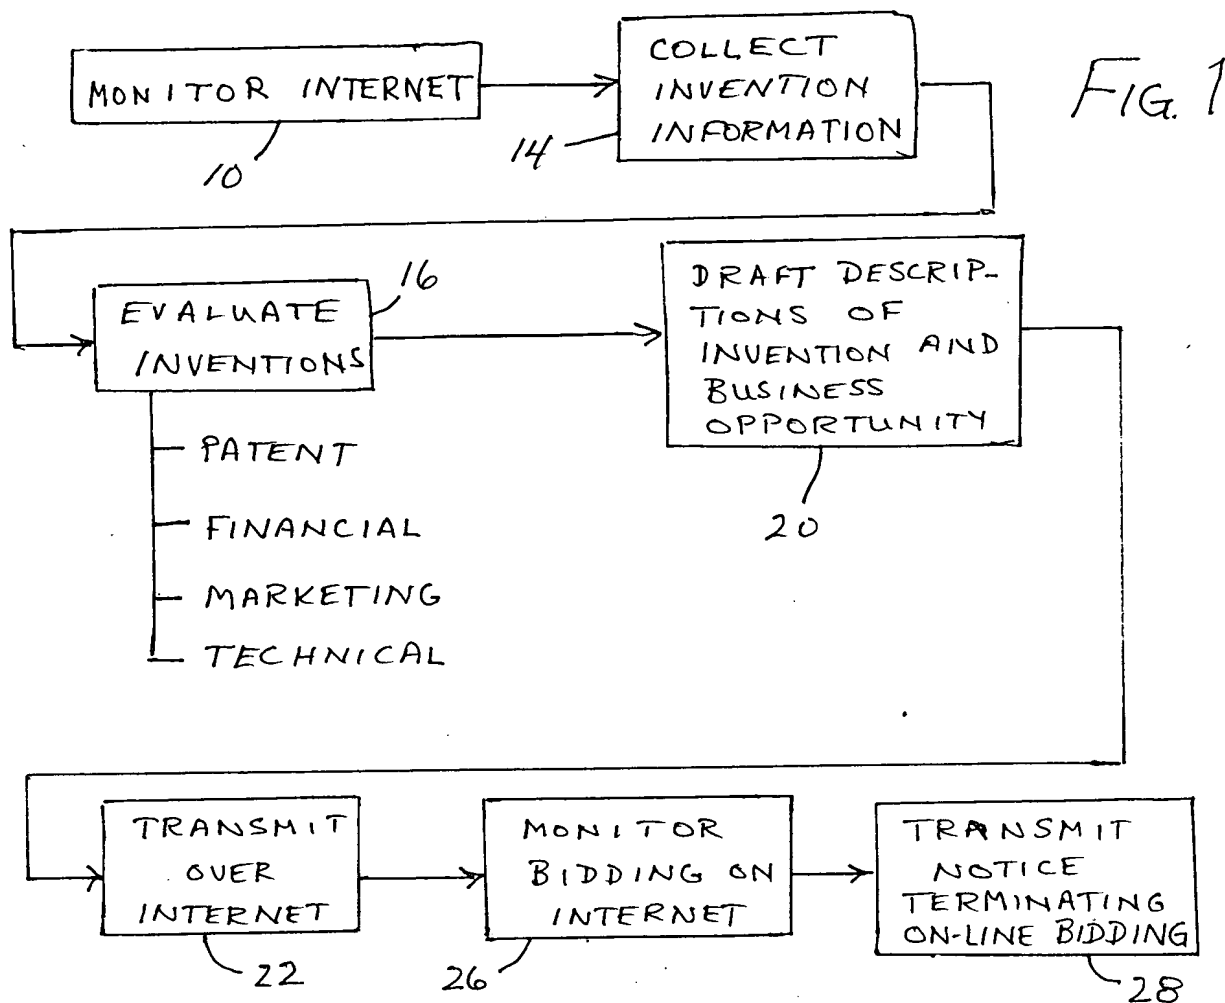 FIG. 1
MONITOR INTERNET
10
COLLECT
INVENTION
INFORMATION
14
EVALUATE
INVENTIONS
16
PATENT
FINANCIAL
MARKETING
TECHNICAL
DRAFT DESCRIP-
TIONS OF
INVENTION AND
BUSINESS
OPPORTUNITY
20
TRANSMIT
OVER
INTERNET
22
MONITOR
BIDDING ON
INTERNET
26
TRANSMIT
NOTICE
TERMINATING
ON-LINE BIDDING
28